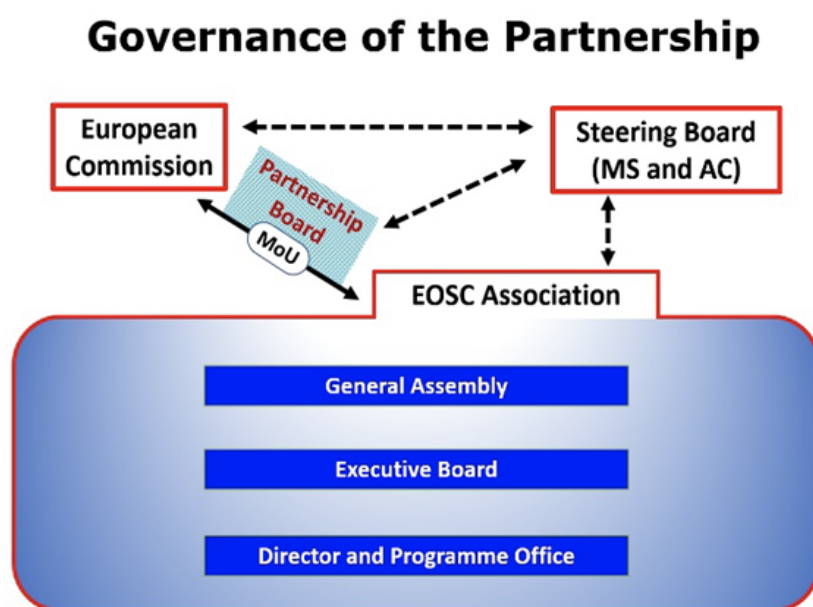 Governance of the Partnership
European
Commission
Steering Board
(MS and AC)
Partnership
Board
MoU
EOSC Association
General Assembly
Executive Board
Director and Programme Office